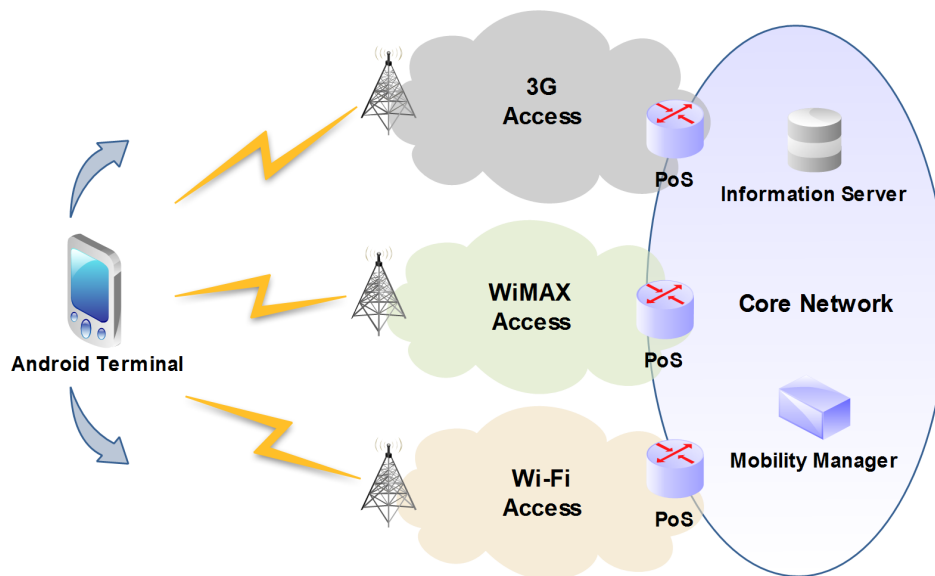 3G
Access
PoS
Information Server
WiMAX
Access
Core Network
Android Terminal
PoS
Mobility Manager
Wi-Fi
Access
PoS